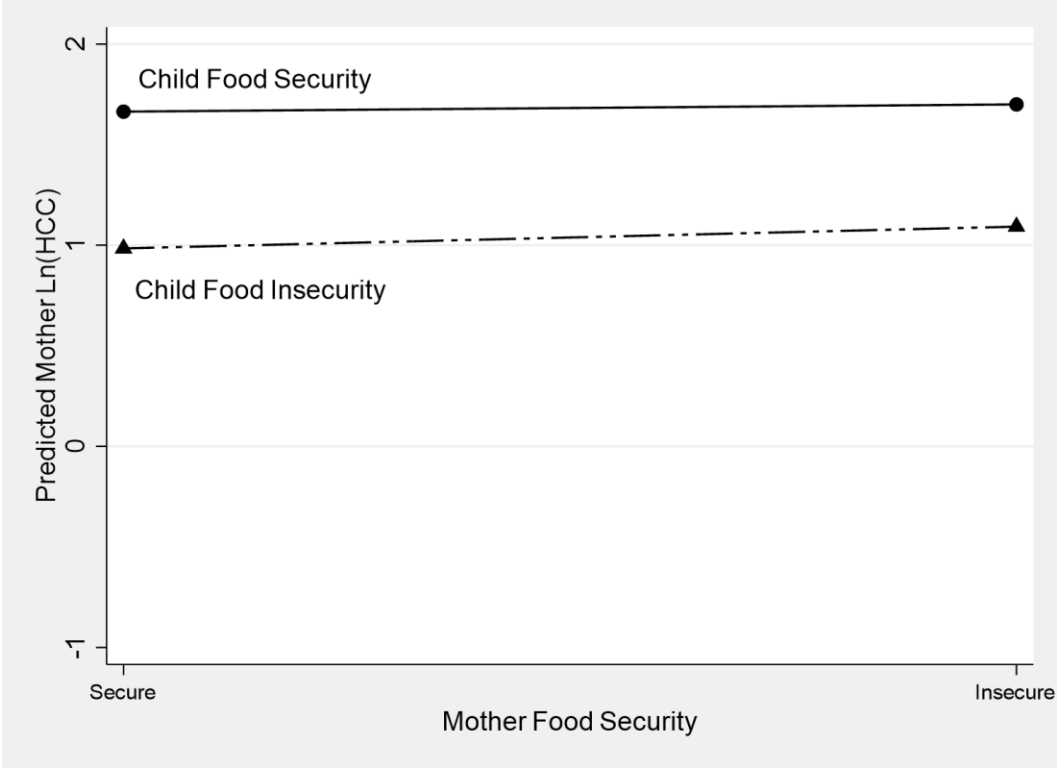 2
Child Food Security
1
Child Food Insecurity
0
-1
Predicted Mother Ln(HCC)
Secure
Insecure
Mother Food Security